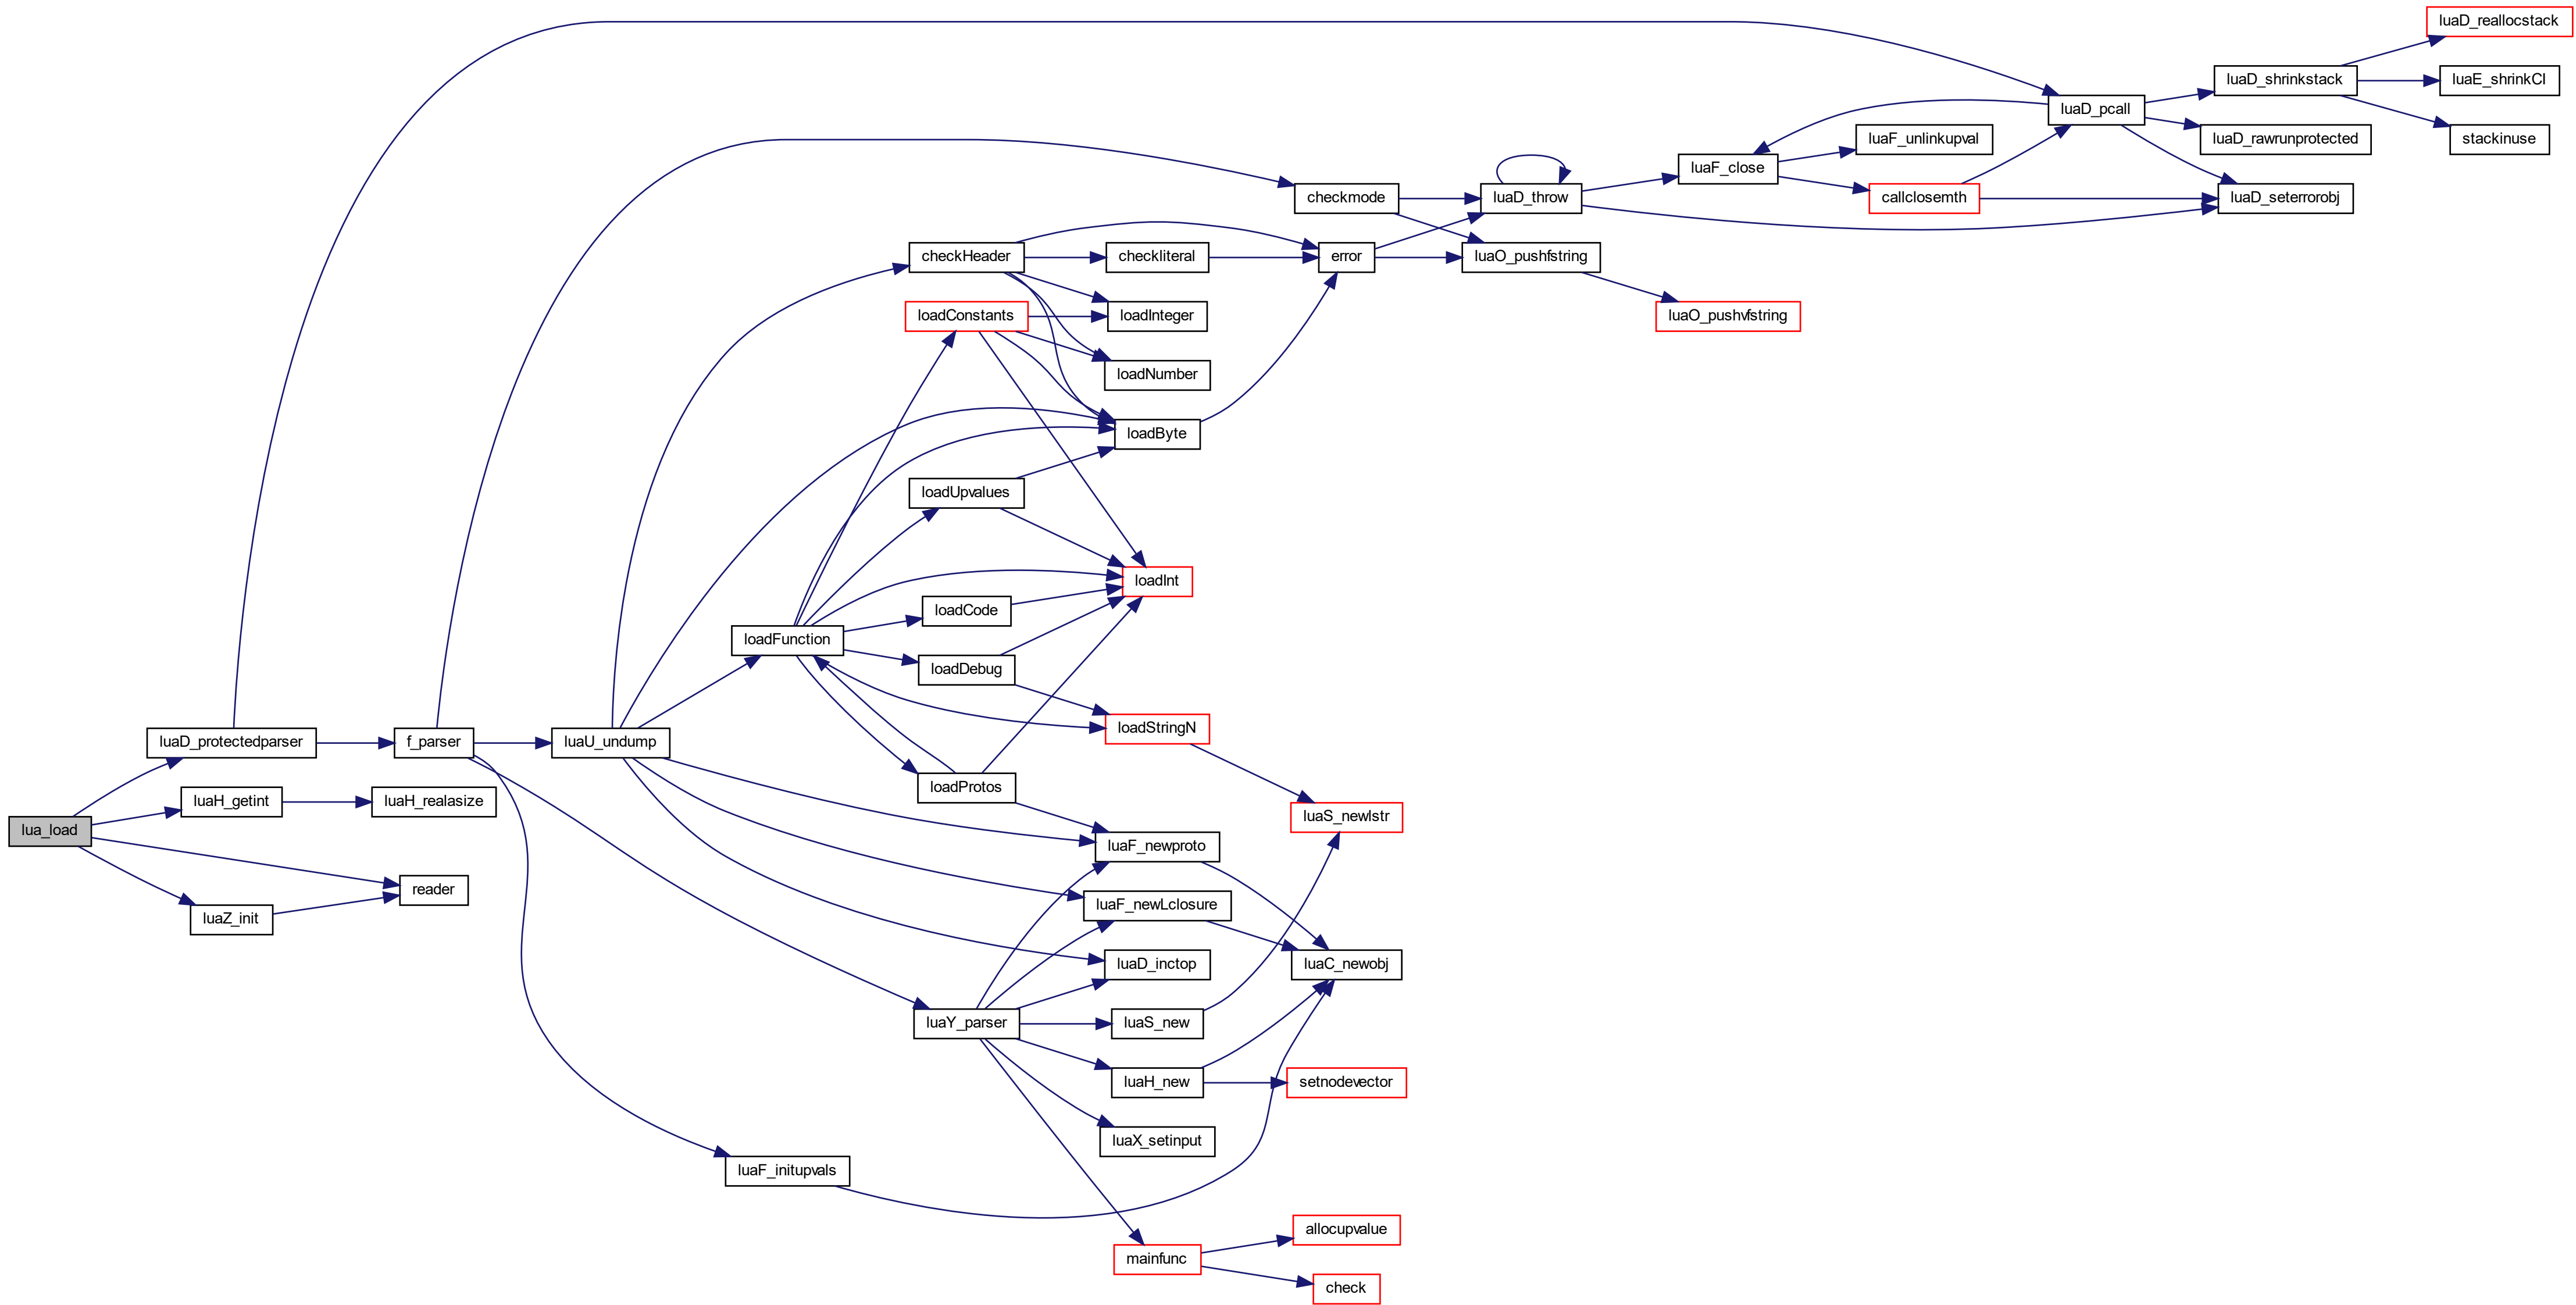 luaD_reallocstack
luaD_shrinkstack
luaE_shrinkCI
luaD_pcall
luaF_unlinkupval
luaD_rawrunprotected
stackinuse
luaF_close
checkmode
luaD_throw
callclosemth
luaD_seterrorobj
checkHeader
checkliteral
error
luaO_pushfstring
loadConstants
loadInteger
luaO_pushvfstring
loadNumber
loadByte
loadUpvalues
loadInt
loadCode
loadFunction
loadDebug
loadStringN
luaD_protectedparser
f_parser
luaU_undump
loadProtos
luaH_getint
luaH_realasize
lua_load
luaS_newlstr
luaF_newproto
reader
luaZ_init
luaF_newLclosure
luaD_inctop
luaC_newobj
luaY_parser
luaS_new
luaH_new
setnodevector
luaX_setinput
luaF_initupvals
allocupvalue
mainfunc
check